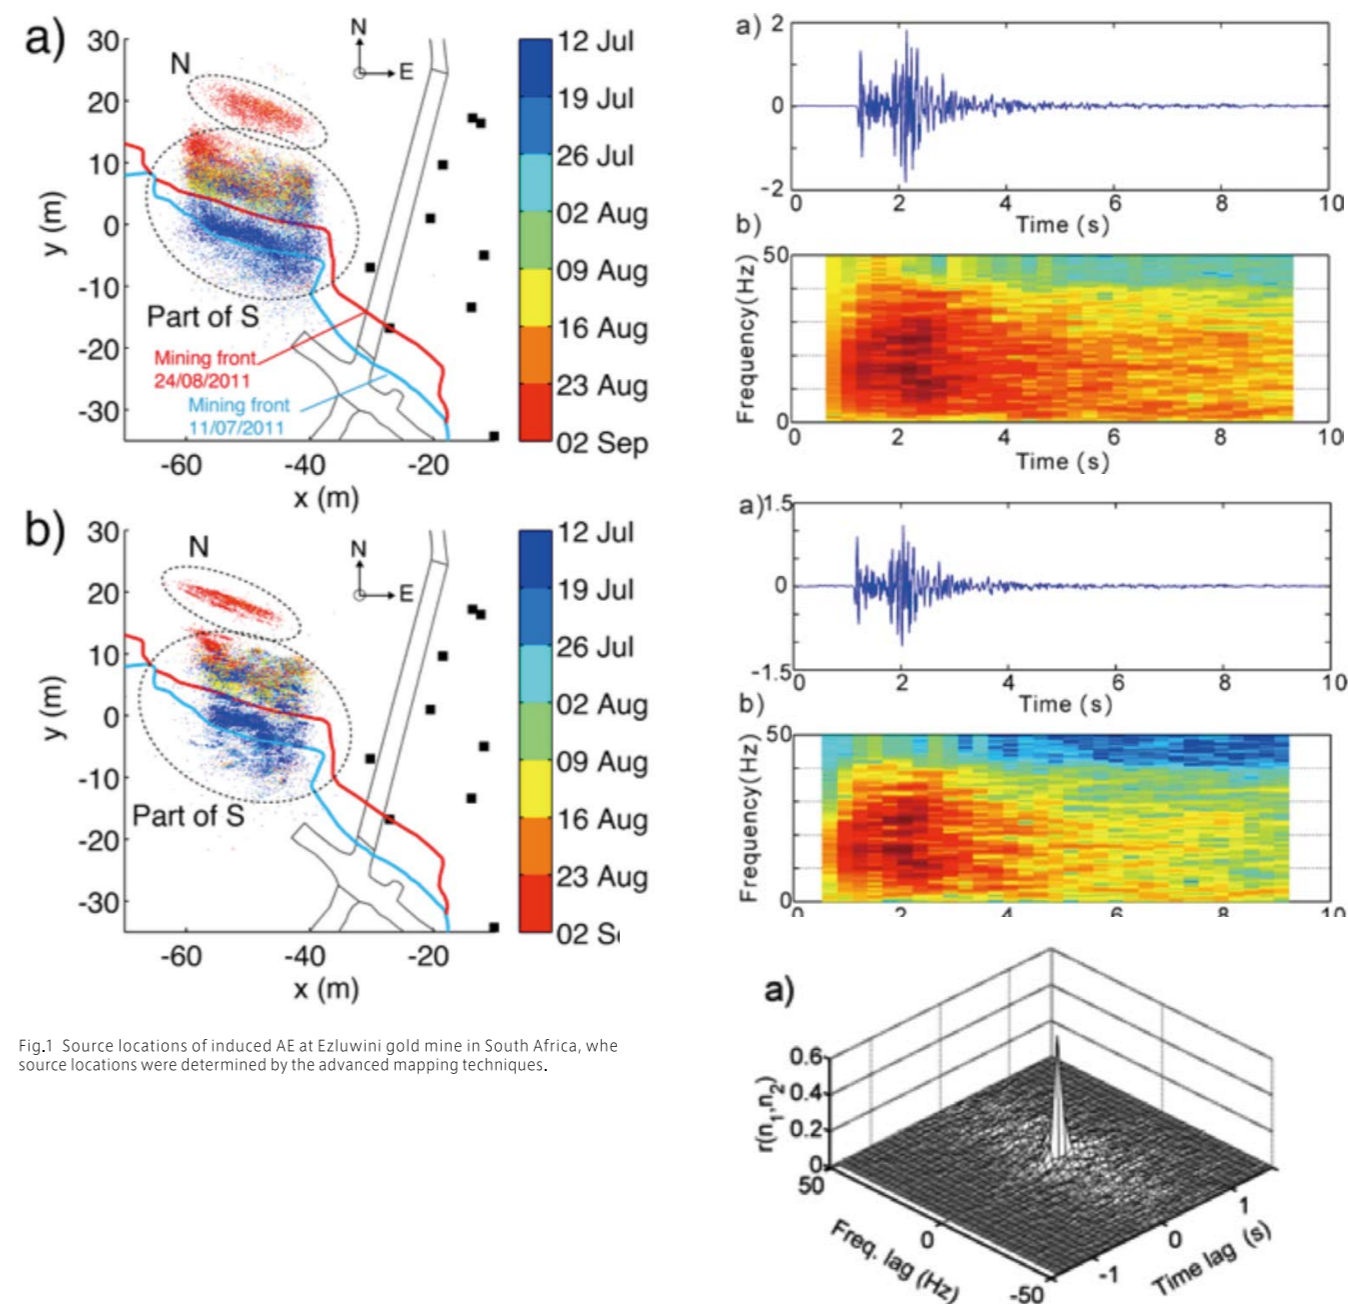 a)
30
20
10
0
-10
-20
-30
y (m)
N
N
E
Part of S
Mining front
24/08/2011
Mining front
11/07/2011
-60
-40
-20
x (m)
12 Jul
19 Jul
26 Jul
02 Aug
09 Aug
16 Aug
23 Aug
02 Sep
b)
30
20
10
0
-10
-20
-30
y (m)
N
N
E
Part of S
-60
-40
-20
x (m)
12 Jul
19 Jul
26 Jul
02 Aug
09 Aug
16 Aug
23 Aug
02 S
Fig.1 Source locations of induced AE at Ezluwini gold mine in South Africa, whe
source locations were determined by the advanced mapping techniques.
a)
2
0
-2
0 2 4 6 8 10
Time (s)
b)
50
0
Frequency(Hz)
0 2 4 6 8 10
Time (s)
a)
1.5
0
-1.5
0 2 4 6 8 10
Time (s)
b)
50
0
Frequency(Hz)
0 2 4 6 8 10
a)
0.6
0.4
0.2
0
r(n1,n2)
50
0
-50
Freq. lag (Hz)
-1
0
1
Time lag (s)